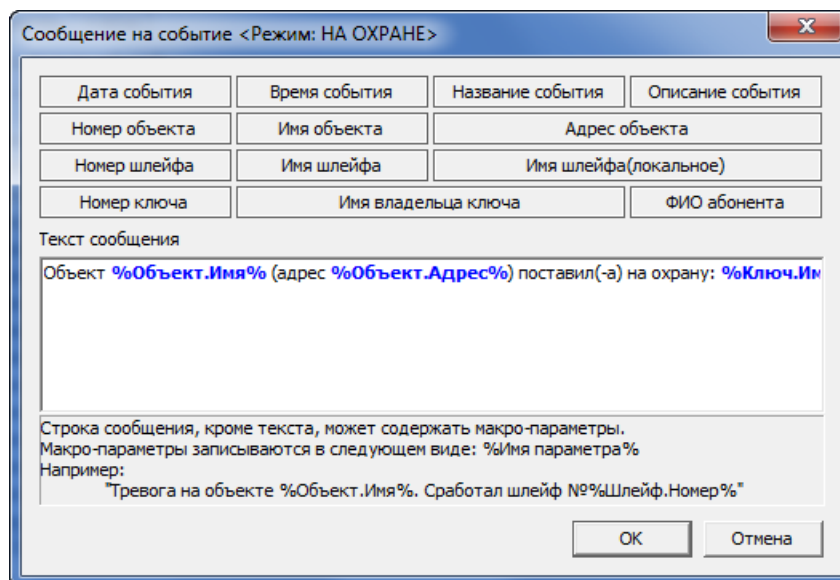 Сообщение на событие <Режим: НА ОХРАНЕ>
Дата события Время события Название события Описание события
Номер объекта Имя объекта Адрес объекта
Номер шлейфа Имя шлейфа Имя шлейфа(локальное)
Номер ключа Имя владельца ключа ФИО абонента
Текст сообщения
Объект %Объект.Имя% (адрес %Объект.Адрес%) поставил(-а) на охрану: %Ключ.Им
Строка сообщения, кроме текста, может содержать макро-параметры.
Макро-параметры записываются в следующем виде: %Имя параметра%
Например:
"Тревога на объекте %Объект.Имя%. Сработал шлейф №%Шлейф.Номер%"
OK Отмена